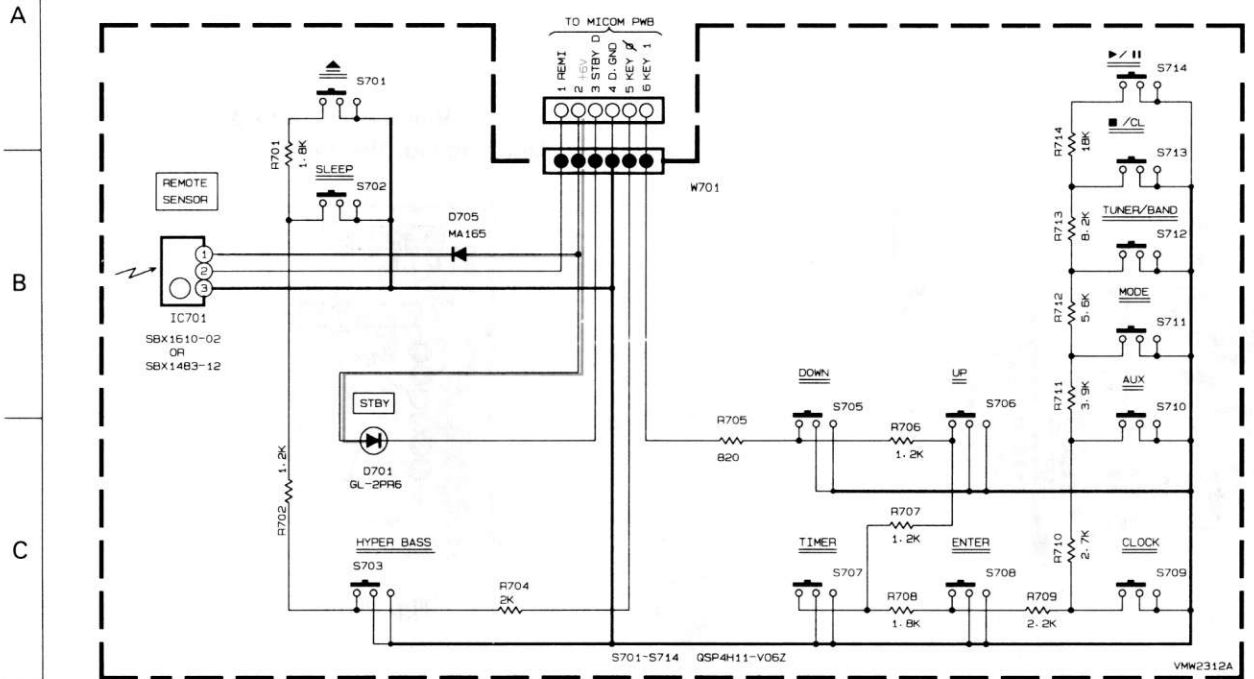 A
B
C
TO MICOM PWB
1 REMI
2 +6V
3 STBY D
4 D.GND
5 KEY 0
6 KEY 1
W701
S701
R701
1.8K
SLEEP
S702
REMOTE
SENSOR
1
2
3
IC701
SBX1610-02
OR
SBX1483-12
D705
MA165
STBY
D701
GL-2PR6
1.2K
R702
HYPER BASS
S703
R704
2K
DOWN
S705
R705
820
R706
1.2K
UP
S706
R707
1.2K
TIMER
S707
R708
1.8K
ENTER
S708
R709
2.2K
CLOCK
S709
R710
2.7K
AUX
S710
R711
3.9K
MODE
S711
R712
5.6K
TUNER/BAND
S712
R713
8.2K
■ /CL
S713
R714
18K
►/ II
S714
S701-S714 QSP4H11-V06Z
VMW2312A